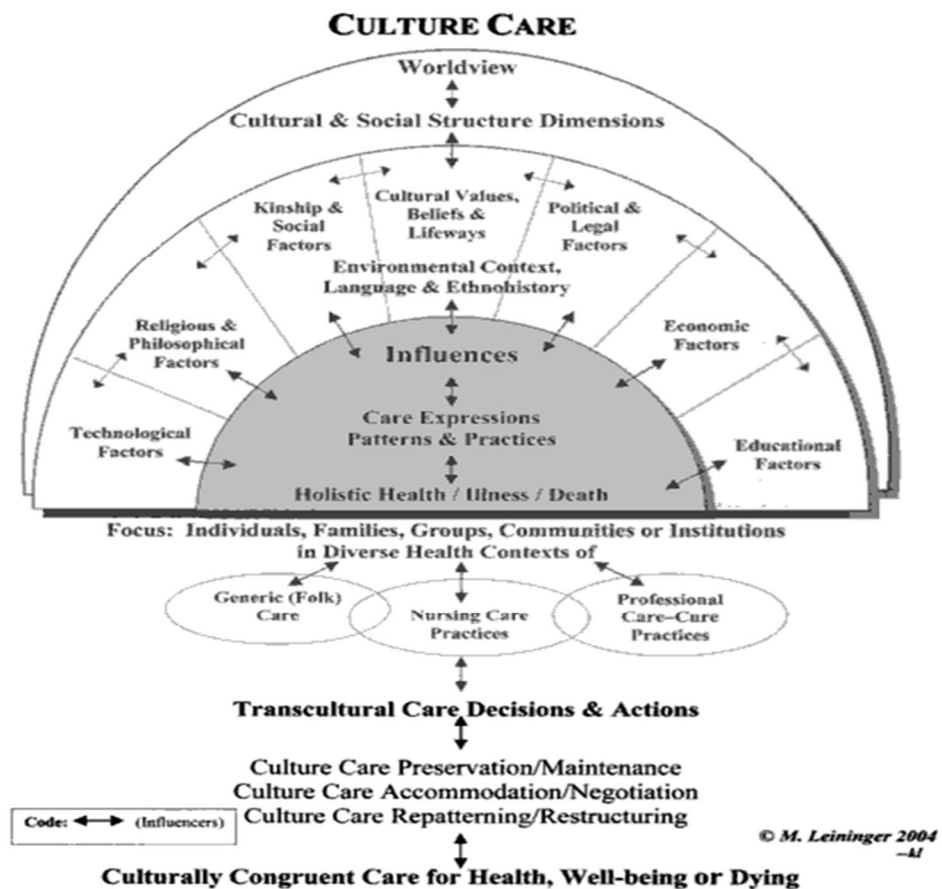 CULTURE CARE
Worldview
Cultural & Social Structure Dimensions
Kinship &
Social
Factors
Cultural Values,
Beliefs &
Lifeways
Political &
Legal
Factors
Environmental Context,
Language & Ethnohistory
Religious &
Philosophical
Factors
Economic
Factors
Technological
Factors
Educational
Factors
Influences
Care Expressions
Patterns & Practices
Holistic Health / Illness / Death
Focus: Individuals, Families, Groups, Communities or Institutions
in Diverse Health Contexts of
Generic (Folk)
Care
Nursing Care
Practices
Professional
Care–Cure
Practices
Transcultural Care Decisions & Actions
Culture Care Preservation/Maintenance
Culture Care Accommodation/Negotiation
Culture Care Repatterning/Restructuring
Code: (Influencers)
© M. Leininger 2004
–kl
Culturally Congruent Care for Health, Well-being or Dying